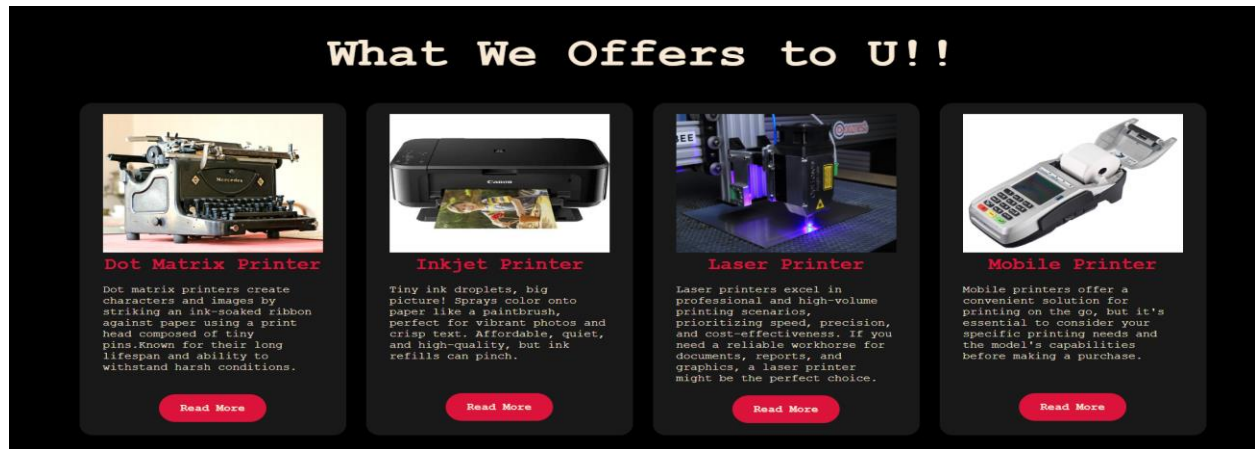 What We Offers to U!!
Mercedes
Dot Matrix Printer
Dot matrix printers create
characters and images by
striking an ink-soaked ribbon
against paper using a print
head composed of tiny
pins.Known for their long
lifespan and ability to
withstand harsh conditions.
Read More
Canon
Inkjet Printer
Tiny ink droplets, big
picture! Sprays color onto
paper like a paintbrush,
perfect for vibrant photos and
crisp text. Affordable, quiet,
and high-quality, but ink
refills can pinch.
Read More
BEE
Laser Printer
Laser printers excel in
professional and high-volume
printing scenarios,
prioritizing speed, precision,
and cost-effectiveness. If you
need a reliable workhorse for
documents, reports, and
graphics, a laser printer
might be the perfect choice.
Read More
Mobile Printer
Mobile printers offer a
convenient solution for
printing on the go, but it's
essential to consider your
specific printing needs and
the model's capabilities
before making a purchase.
Read More